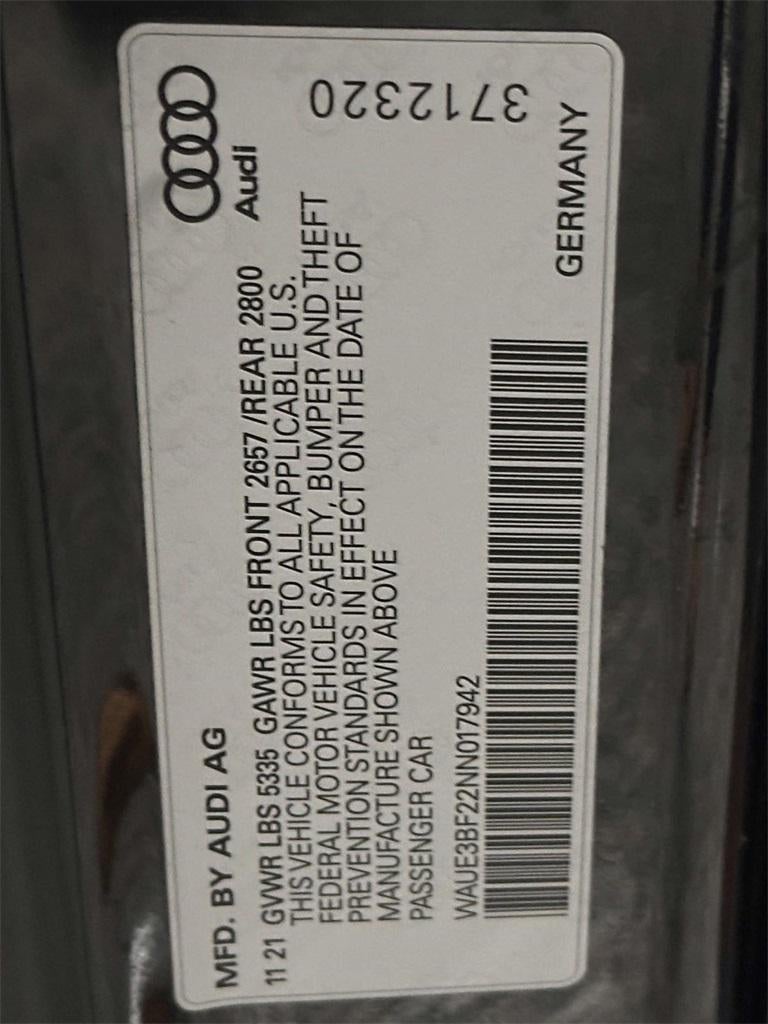 MFD. BY AUDI AG
Audi
11 21 GVWR LBS 5335 GAWR LBS FRONT 2657 /REAR 2800
THIS VEHICLE CONFORMS TO ALL APPLICABLE U.S.
FEDERAL MOTOR VEHICLE SAFETY, BUMPER AND THEFT
PREVENTION STANDARDS IN EFFECT ON THE DATE OF
MANUFACTURE SHOWN ABOVE
PASSENGER CAR
WAUE3BF22NN017942
GERMANY
3712320